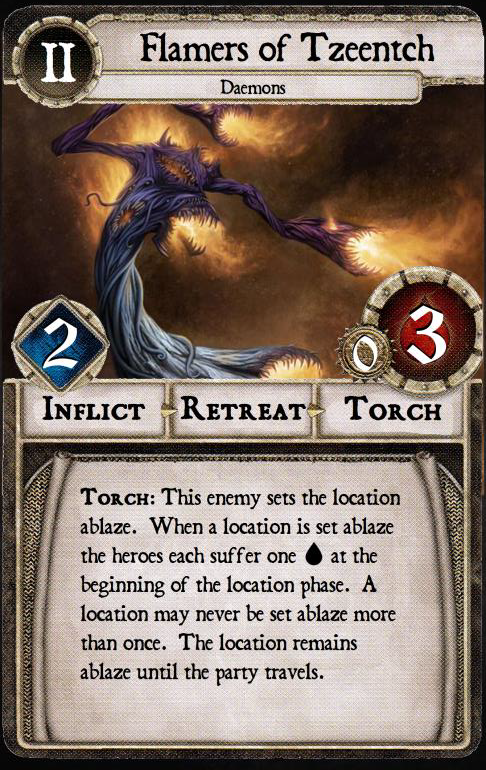 II
Flamers of Tzeentch
Daemons
2
0
3
Inflict Retreat Torch
Torch: This enemy sets the location
ablaze. When a location is set ablaze
the heroes each suffer one at the
beginning of the location phase. A
location may never be set ablaze more
than once. The location remains
ablaze until the party travels.